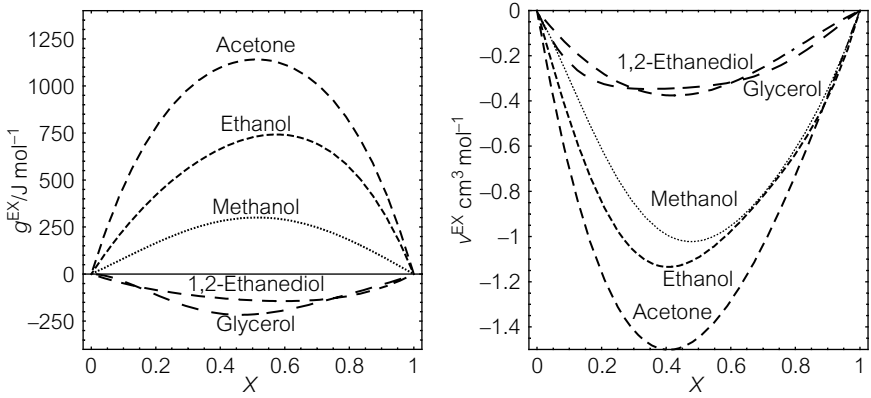 1250
1000
750
500
250
0
−250
g^EX/J mol^−1
Acetone
Ethanol
Methanol
1,2-Ethanediol
Glycerol
0 0.2 0.4 0.6 0.8 1
X
0
−0.2
−0.4
−0.6
−0.8
−1
−1.2
−1.4
v^EX cm^3 mol^−1
1,2-Ethanediol
Glycerol
Methanol
Ethanol
Acetone
0 0.2 0.4 0.6 0.8 1
X